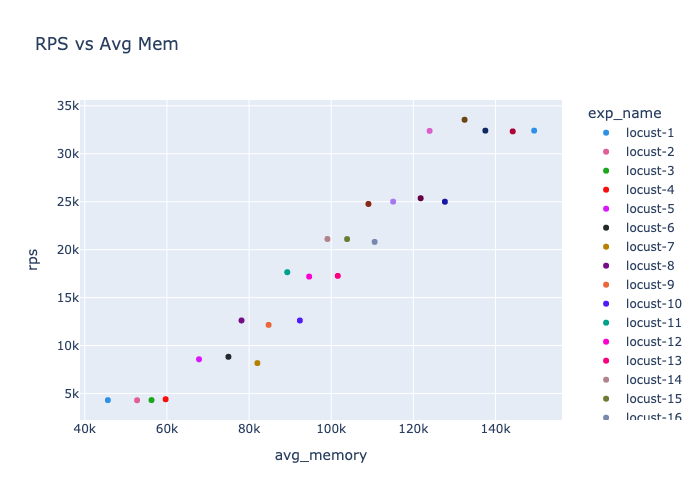 RPS vs Avg Mem
exp_name
locust-1
locust-2
locust-3
locust-4
locust-5
locust-6
locust-7
locust-8
locust-9
locust-10
locust-11
locust-12
locust-13
locust-14
locust-15
locust-16
35k
30k
25k
20k
15k
10k
5k
rps
40k 60k 80k 100k 120k 140k
avg_memory